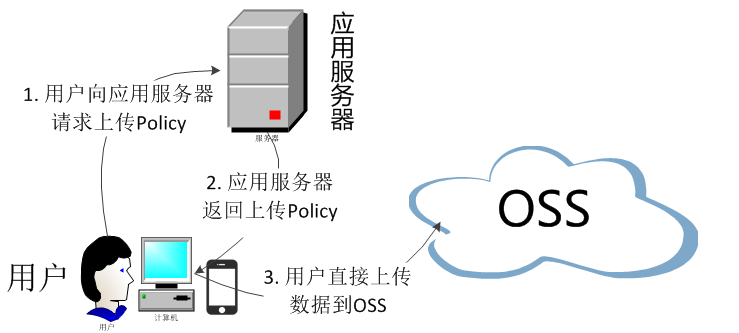 应用服务器
1. 用户向应用服务器
请求上传Policy
服务器
2. 应用服务器
返回上传Policy
OSS
用户
3. 用户直接上传
数据到OSS
计算机
用户